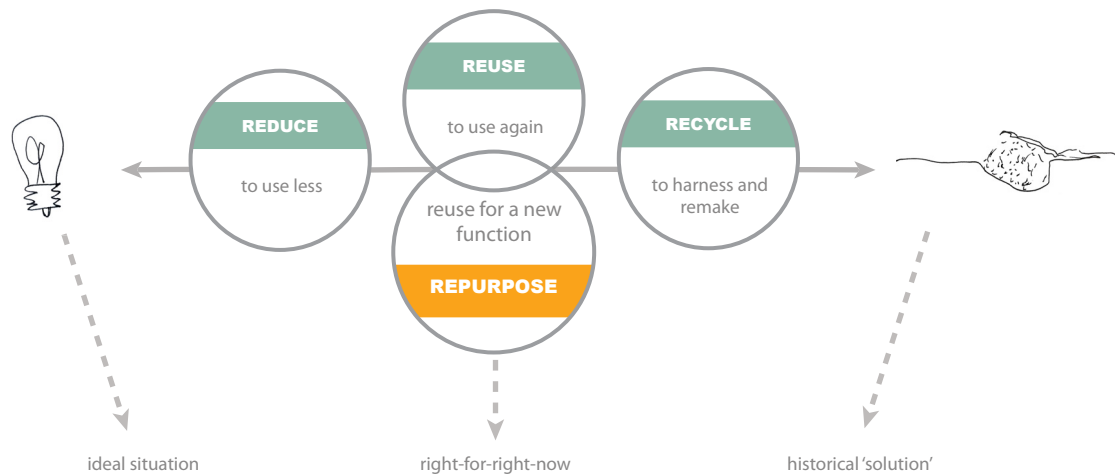 REUSE
to use again
REDUCE
to use less
RECYCLE
to harness and
remake
reuse for a new
function
REPURPOSE
ideal situation
right-for-right-now
historical ‘solution’